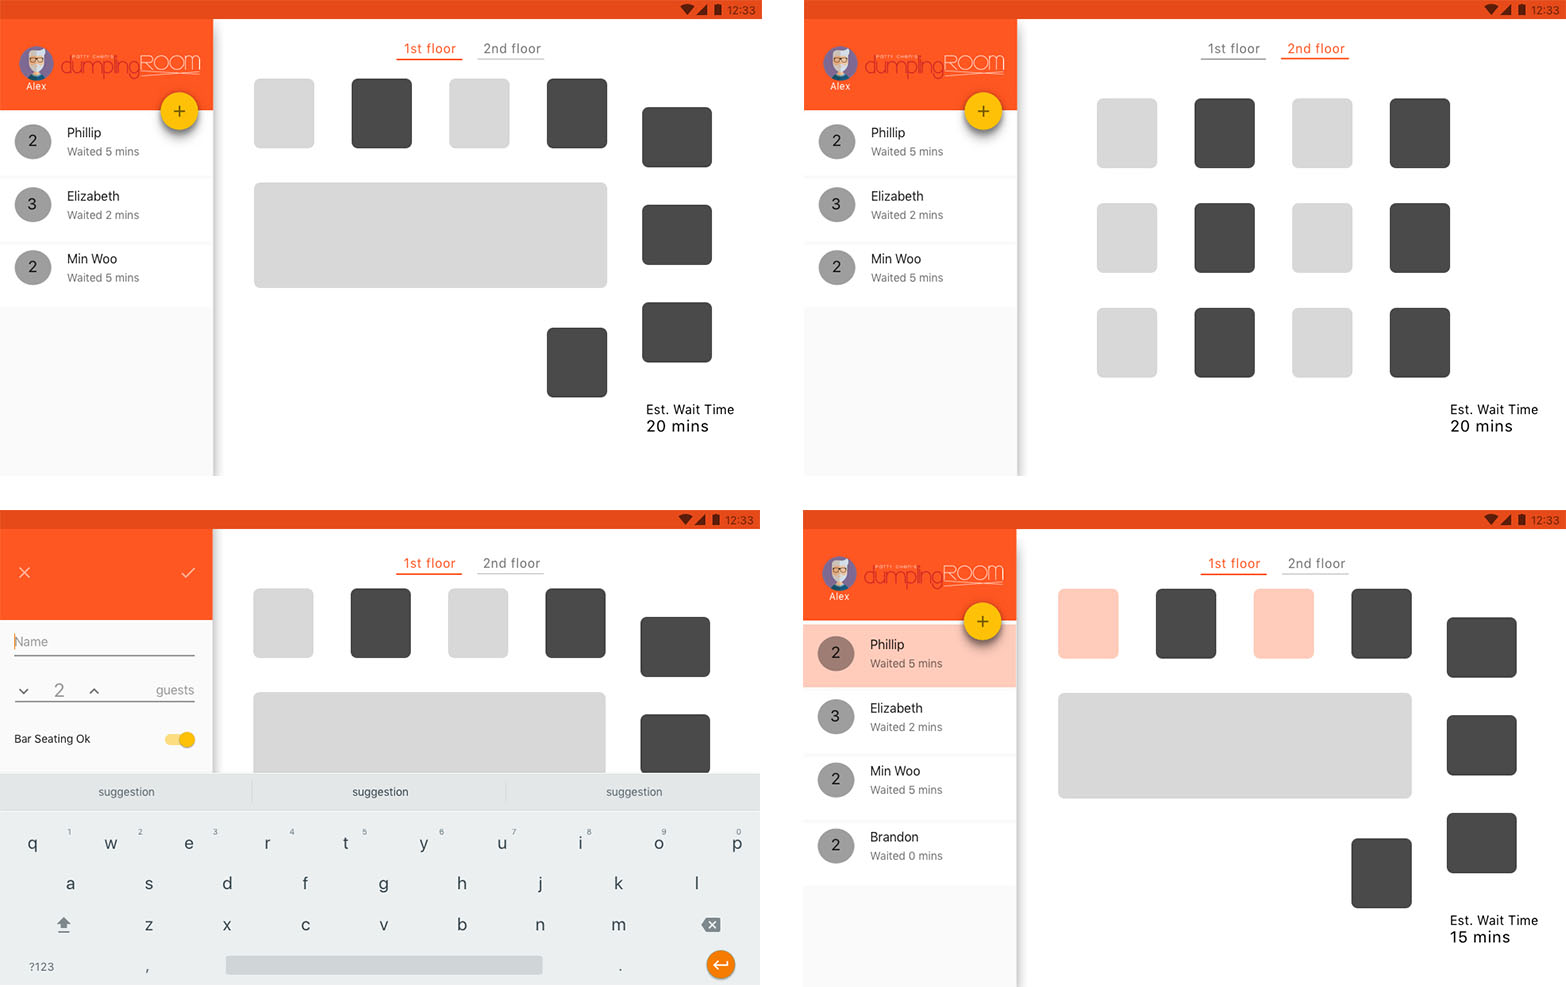 12:33
PATTY CHEN'S
dumplingROOM
Alex
1st floor
2nd floor
+
2
Phillip
Waited 5 mins
3
Elizabeth
Waited 2 mins
2
Min Woo
Waited 5 mins
Est. Wait Time
20 mins
12:33
PATTY CHEN'S
dumplingROOM
Alex
1st floor
2nd floor
+
2
Phillip
Waited 5 mins
3
Elizabeth
Waited 2 mins
2
Min Woo
Waited 5 mins
Est. Wait Time
20 mins
12:33
1st floor
2nd floor
Name
2
guests
Bar Seating Ok
suggestion suggestion suggestion
1 2 3 4 5 6 7 8 9 0
q w e r t y u i o p
a s d f g h j k l
z x c v b n m
?123 , .
12:33
PATTY CHEN'S
dumplingROOM
Alex
1st floor
2nd floor
+
2
Phillip
Waited 5 mins
3
Elizabeth
Waited 2 mins
2
Min Woo
Waited 5 mins
2
Brandon
Waited 0 mins
Est. Wait Time
15 mins